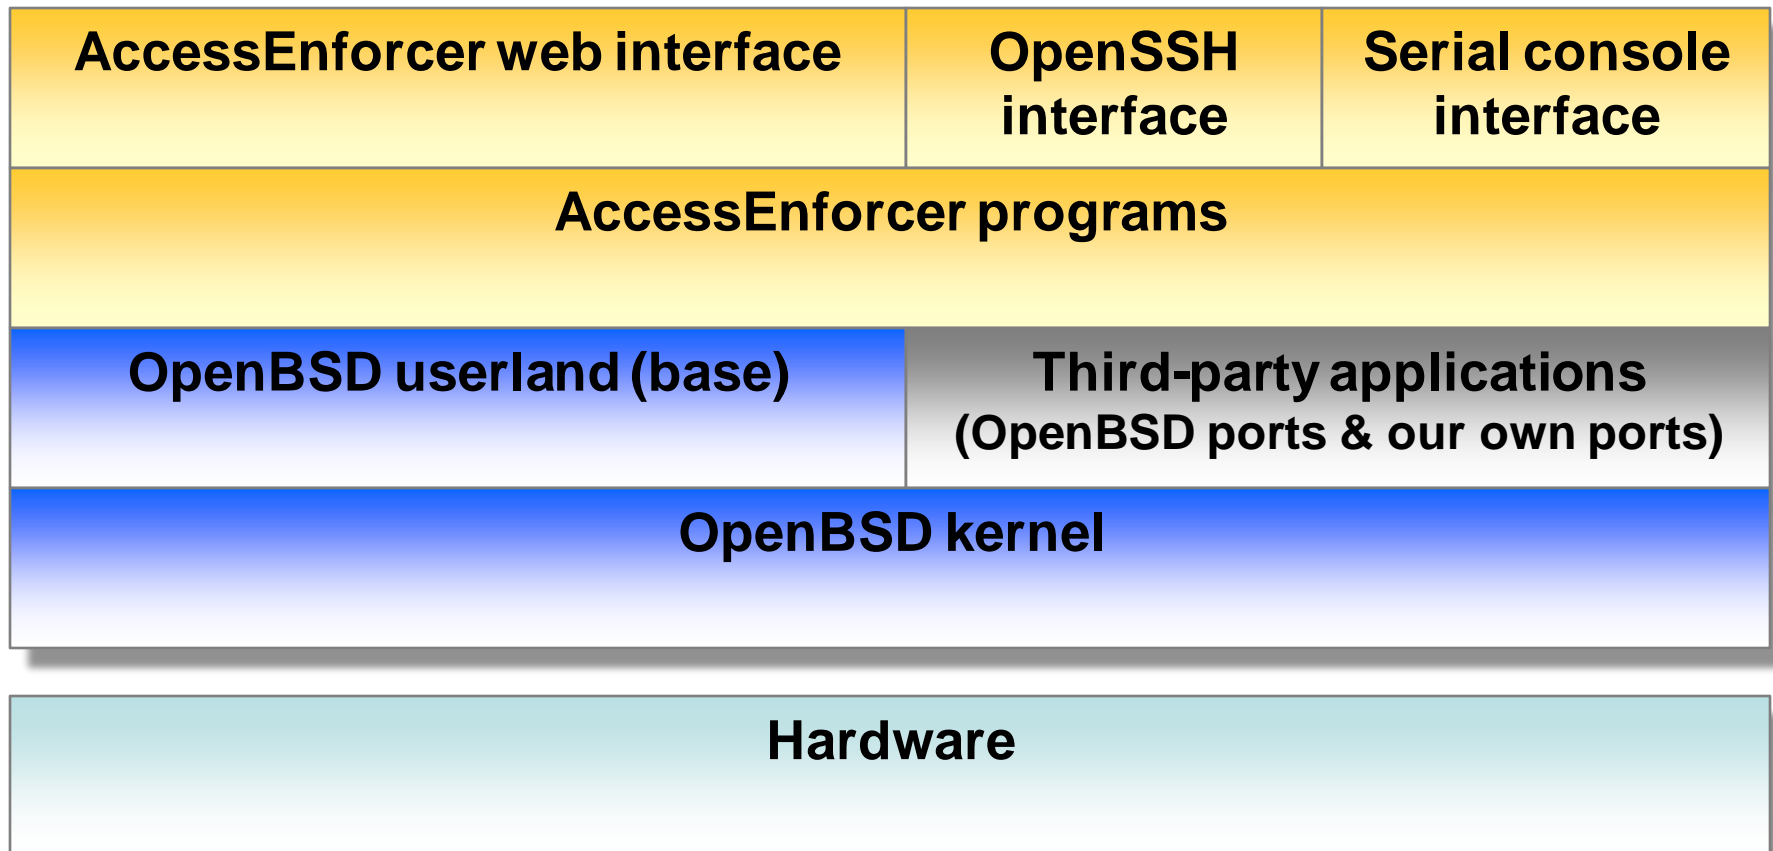 AccessEnforcer web interface
OpenSSH
interface
Serial console
interface
AccessEnforcer programs
OpenBSD userland (base)
Third-party applications
(OpenBSD ports & our own ports)
OpenBSD kernel
Hardware